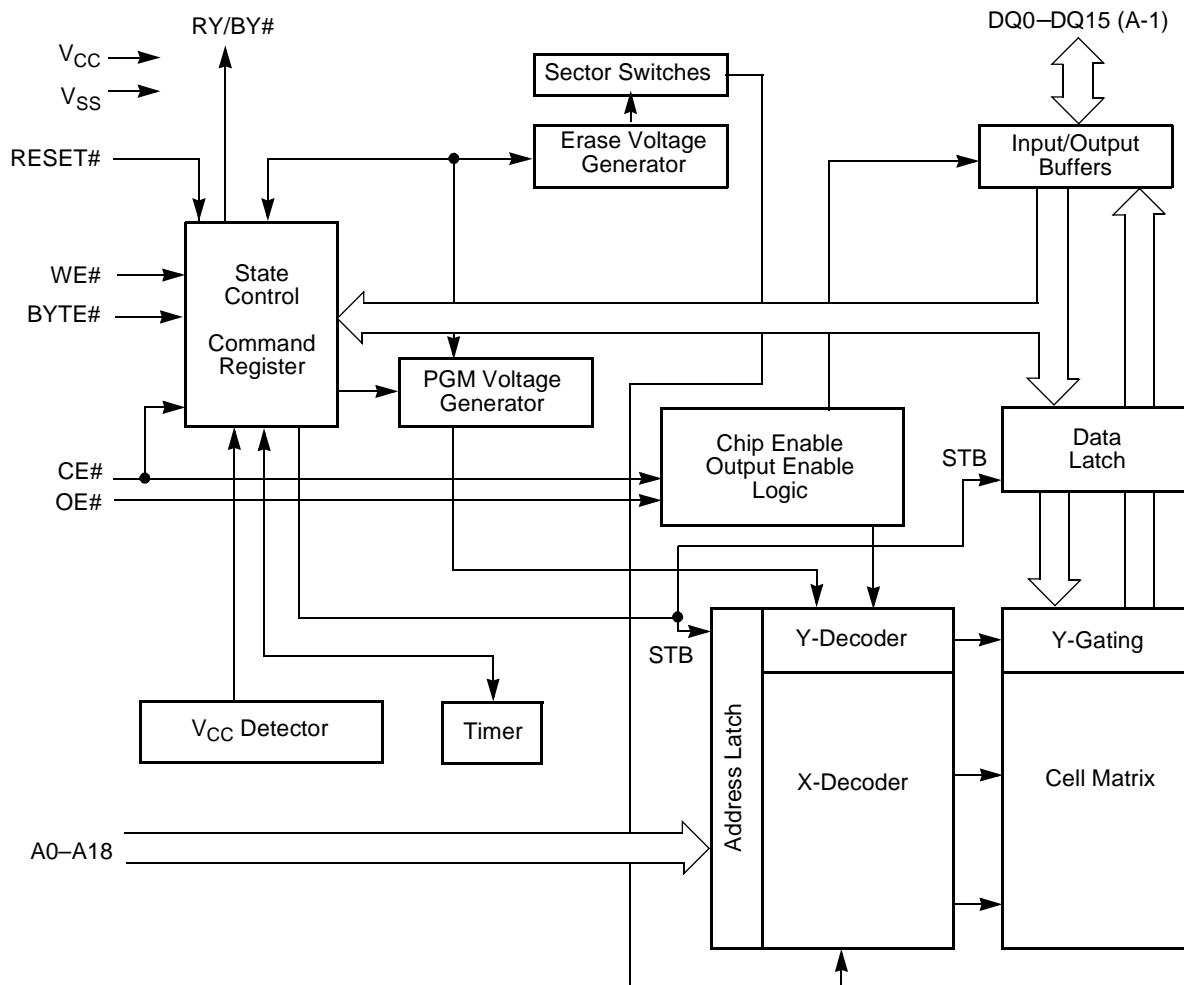 RY/BY#
DQ0–DQ15 (A-1)
VCC
VSS
Sector Switches
RESET#
Erase Voltage
Generator
Input/Output
Buffers
WE#
BYTE#
State
Control
Command
Register
PGM Voltage
Generator
CE#
OE#
Chip Enable
Output Enable
Logic
STB
Data
Latch
STB
Y-Decoder
Y-Gating
VCC Detector
Timer
Address Latch
X-Decoder
Cell Matrix
A0–A18